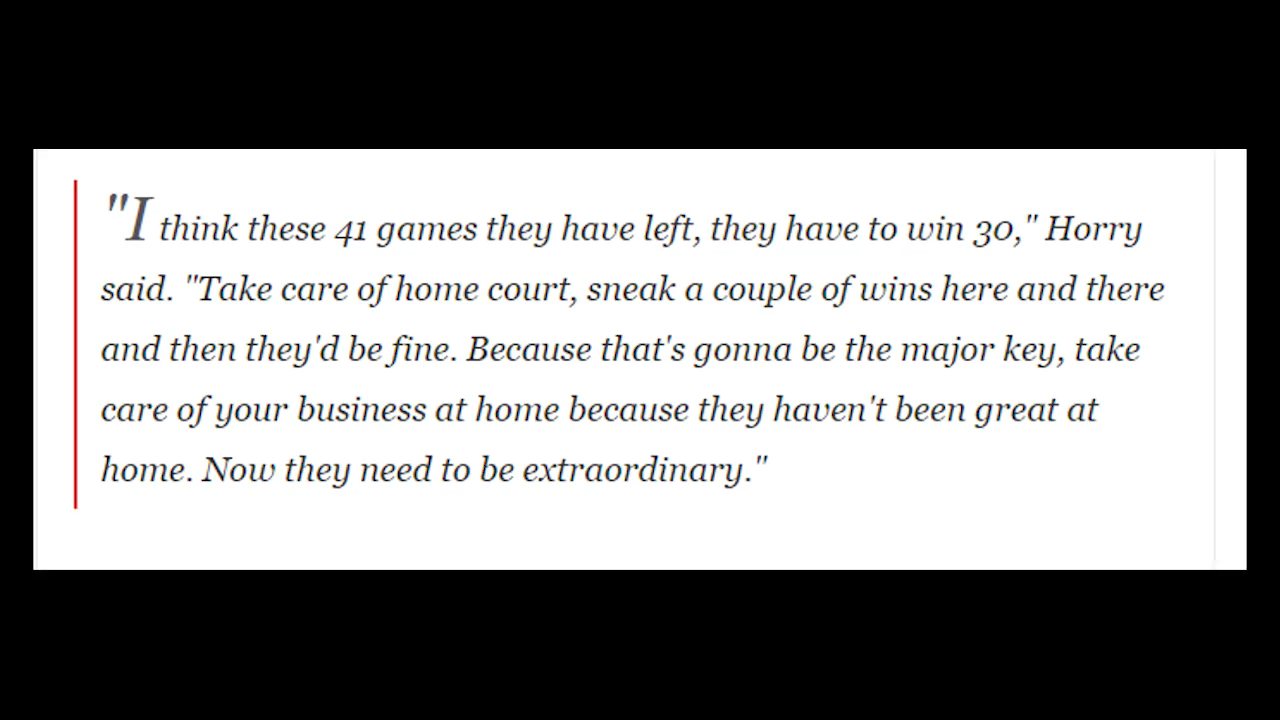 "I think these 41 games they have left, they have to win 30," Horry
said. "Take care of home court, sneak a couple of wins here and there
and then they'd be fine. Because that's gonna be the major key, take
care of your business at home because they haven't been great at
home. Now they need to be extraordinary."